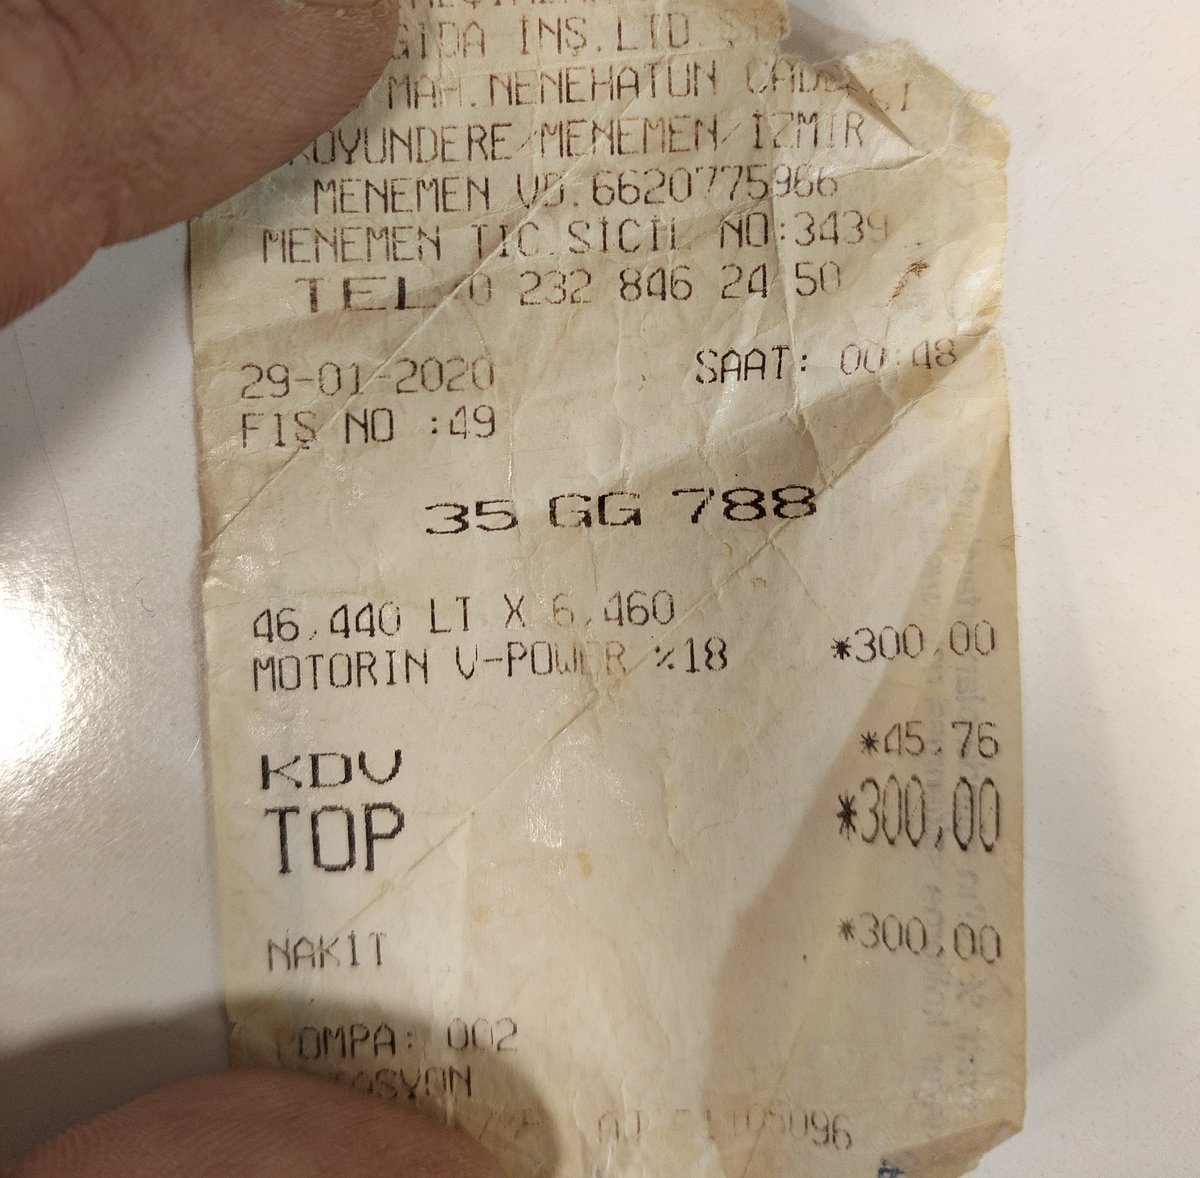 GIDA İNŞ.LTD
MAH.NENEHATUN CADDESİ
KOYUNDERE/MENEMEN/İZMİR
MENEMEN VD.6620775966
MENEMEN TİC.SİCİL NO:3439
TEL 0 232 846 24 50
29-01-2020 SAAT: 00:48
FİŞ NO :49
35 GG 788
46,440 LT X 6,460
MOTORIN V-POWER %18 *300,00
KDV *45,76
TOP *300,00
NAKİT *300,00
POMPA: 002